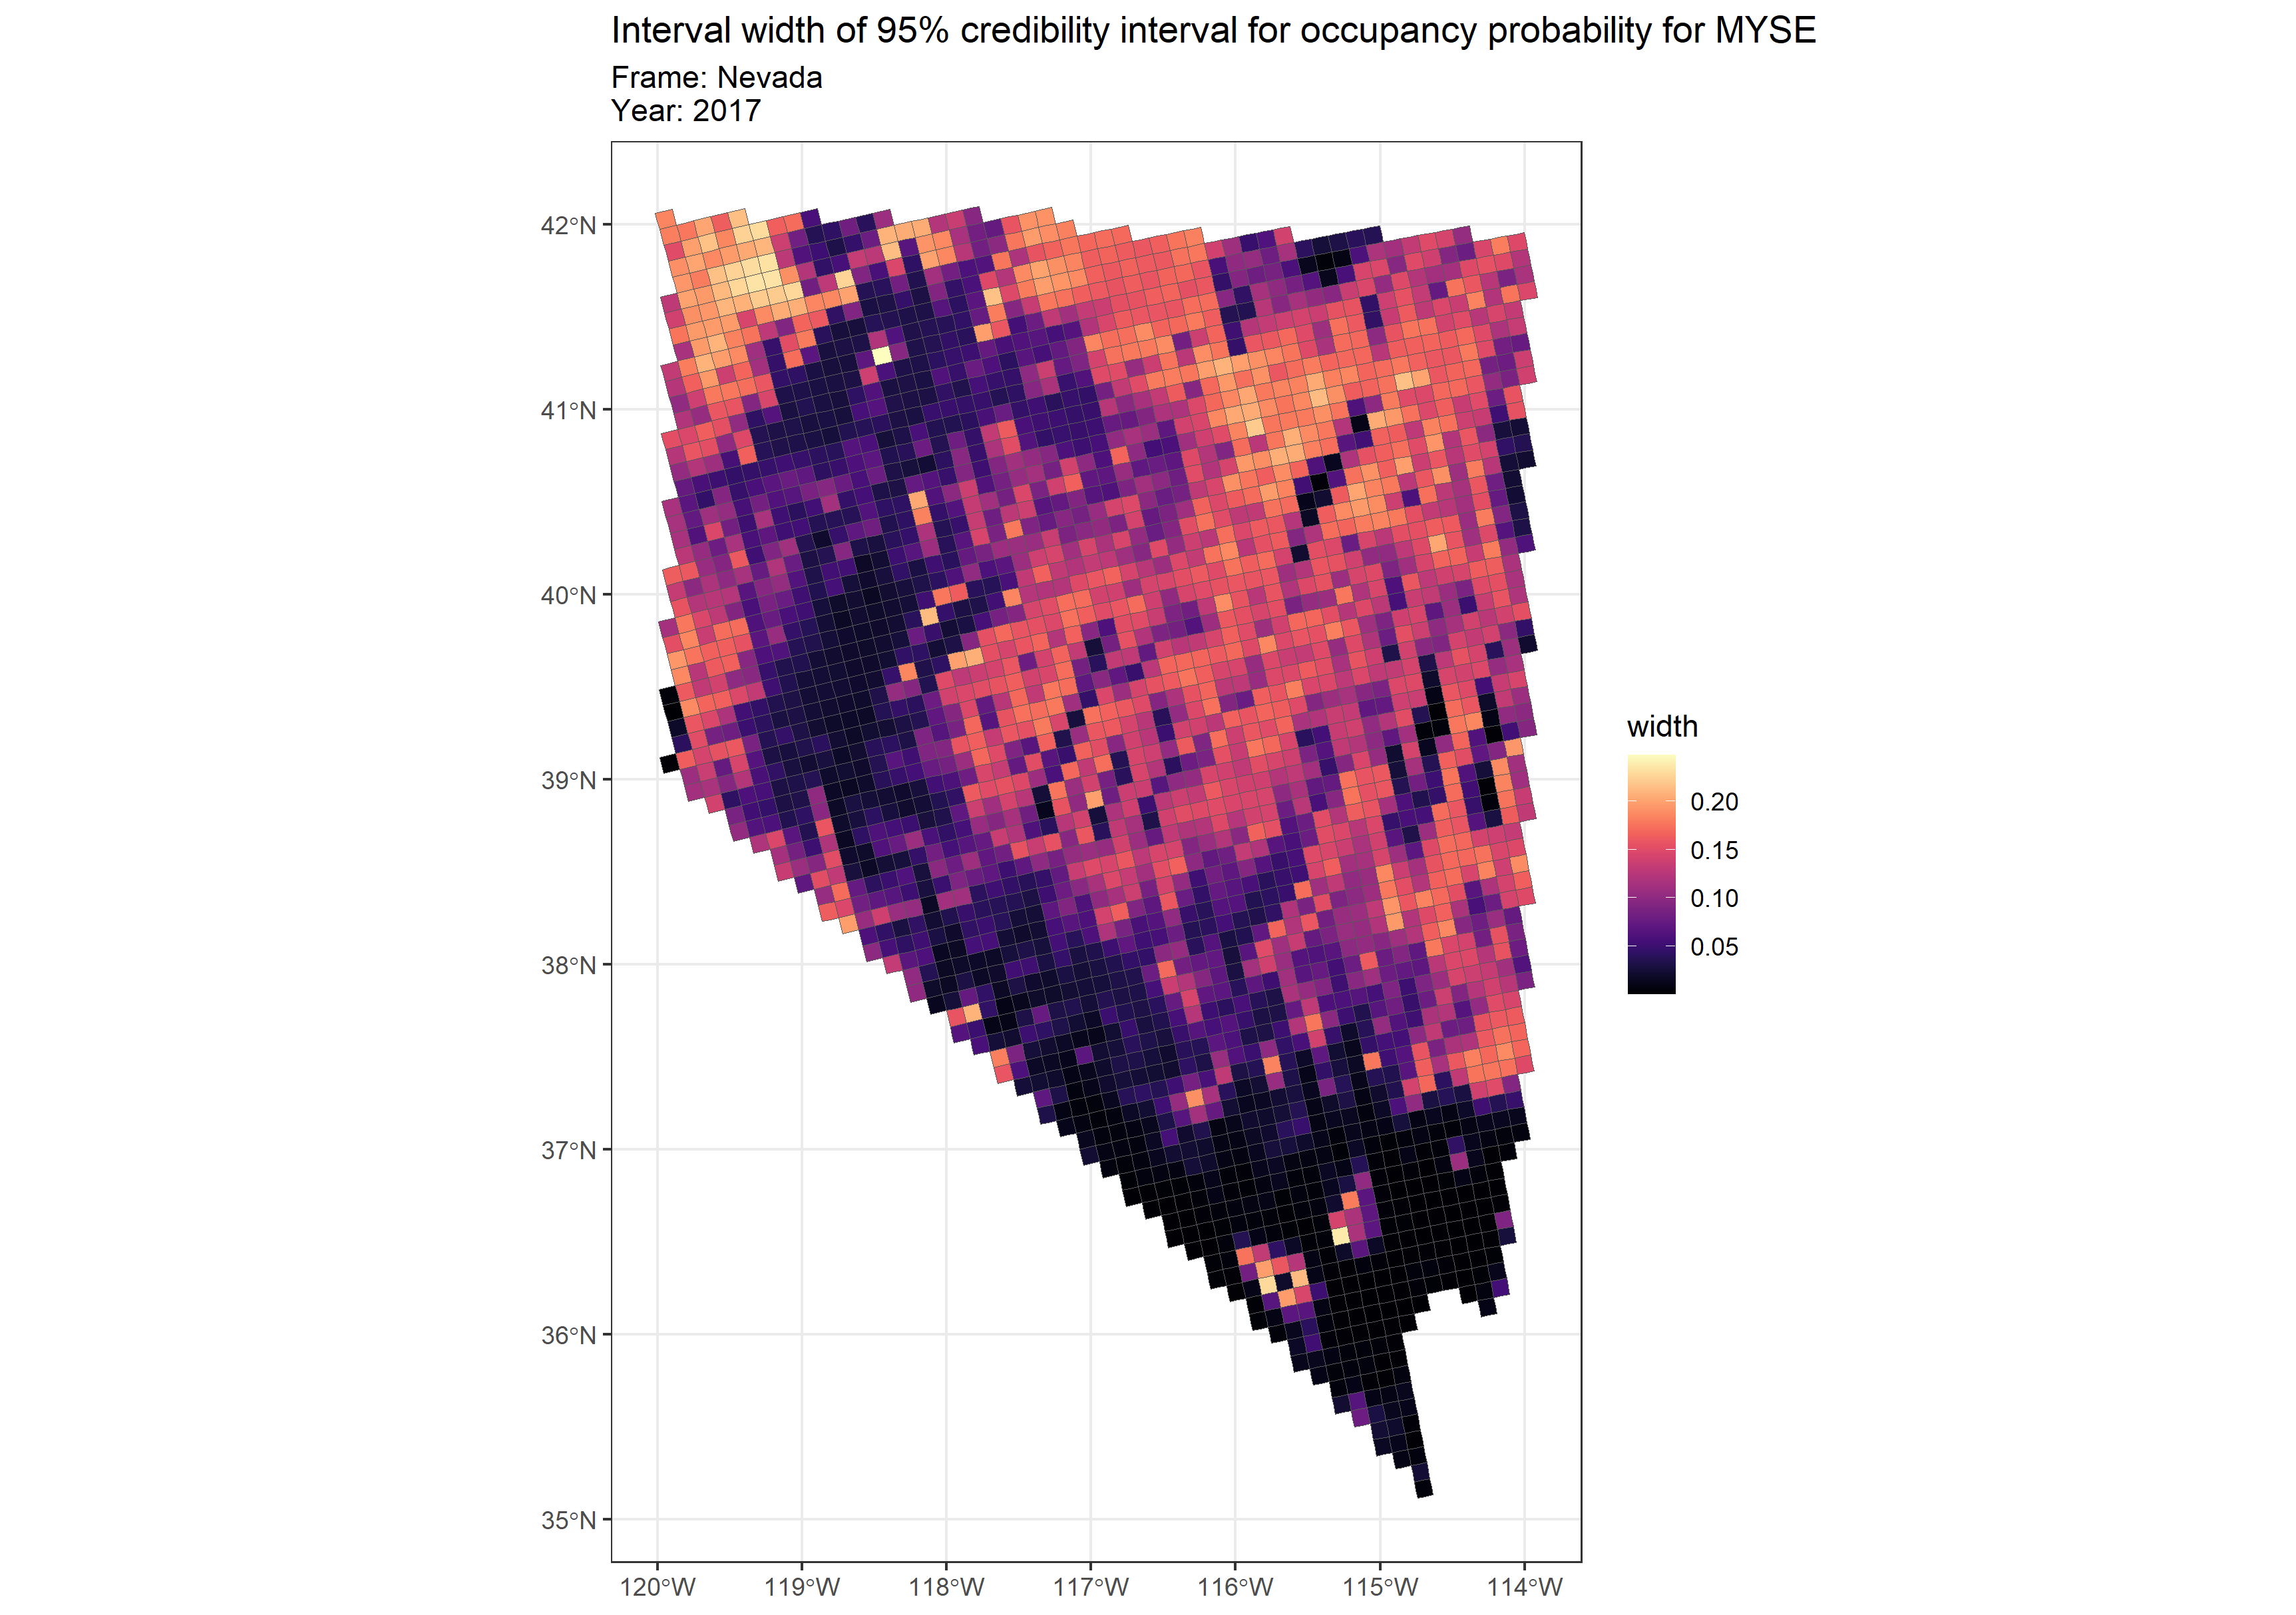 Interval width of 95% credibility interval for occupancy probability for MYSE
Frame: Nevada
Year: 2017
42°N
41°N
40°N
39°N
38°N
37°N
36°N
35°N
120°W 119°W 118°W 117°W 116°W 115°W 114°W
width
0.20
0.15
0.10
0.05